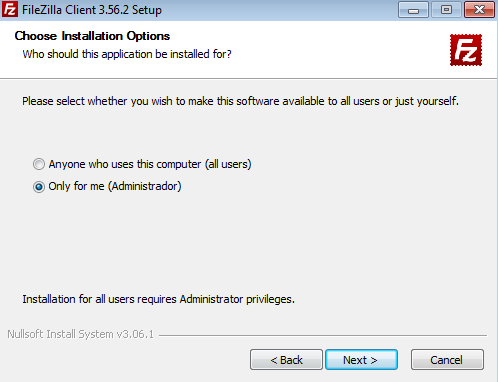 FileZilla Client 3.56.2 Setup
Choose Installation Options
Who should this application be installed for?
Fz
Please select whether you wish to make this software available to all users or just yourself.
Anyone who uses this computer (all users)
Only for me (Administrador)
Installation for all users requires Administrator privileges.
Nullsoft Install System v3.06.1
< Back Next > Cancel